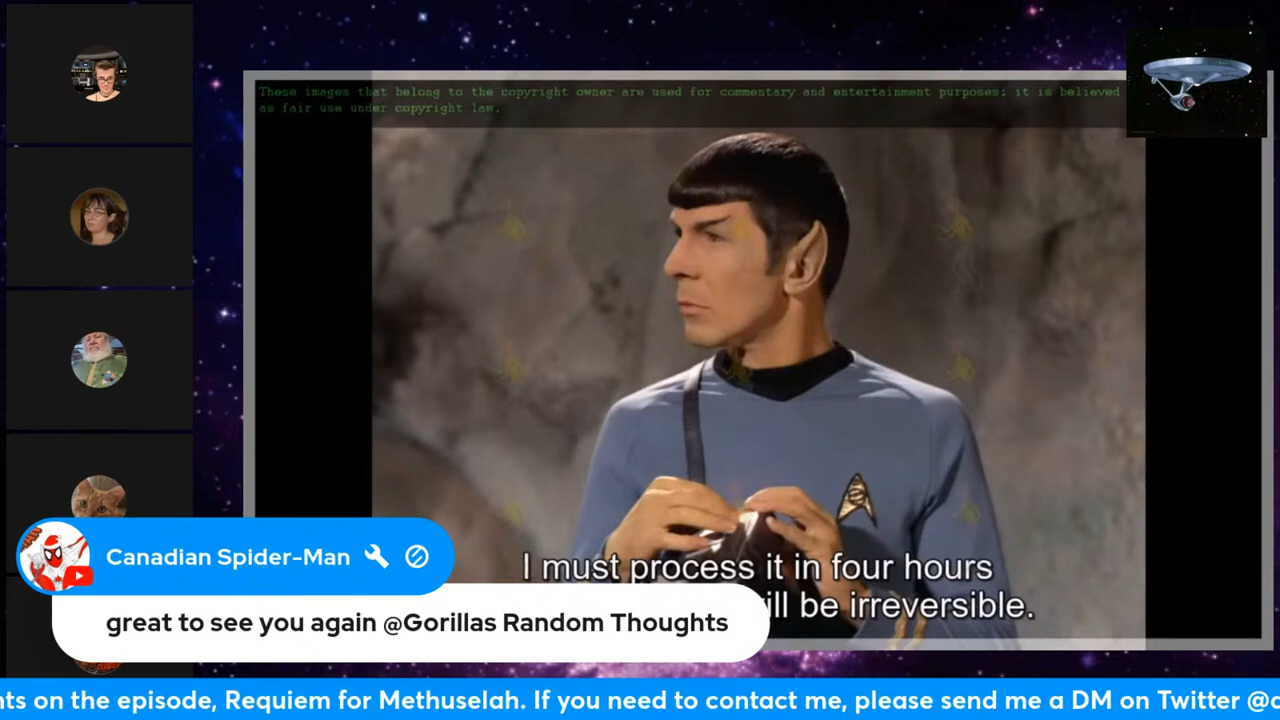 These images that belong to the copyright owner are used for commentary and entertainment purposes; it is believed
as fair use under copyright law.
I must process it in four hours
ill be irreversible.
Canadian Spider-Man
great to see you again @Gorillas Random Thoughts
nts on the episode, Requiem for Methuselah. If you need to contact me, please send me a DM on Twitter @